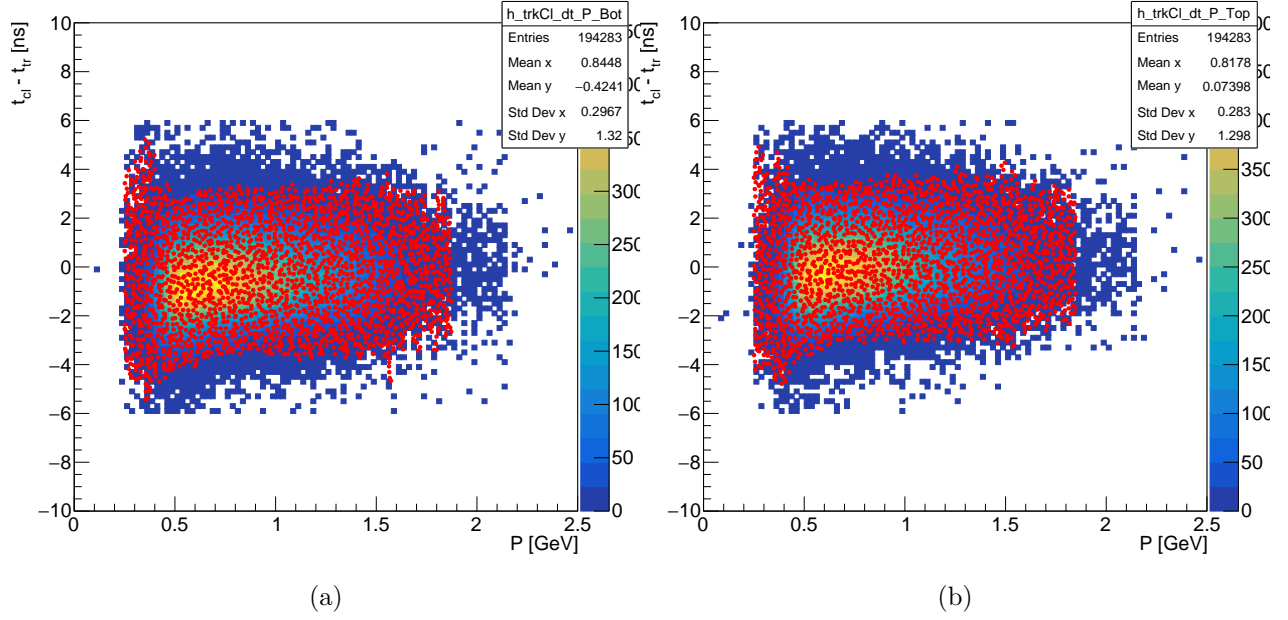 h_trkCl_dt_P_Bot
Entries 194283
Mean x 0.8448
Mean y −0.4241
Std Dev x 0.2967
Std Dev y 1.32
t_cl - t_tr [ns]
10
8
6
4
2
0
−2
−4
−6
−8
−10
0 0.5 1 1.5 2 2.5
P [GeV]
300
250
200
150
100
50
0
(a)
h_trkCl_dt_P_Top
Entries 194283
Mean x 0.8178
Mean y 0.07398
Std Dev x 0.283
Std Dev y 1.298
t_cl - t_tr [ns]
10
8
6
4
2
0
−2
−4
−6
−8
−10
0 0.5 1 1.5 2 2.5
P [GeV]
350
300
250
200
150
100
50
0
(b)